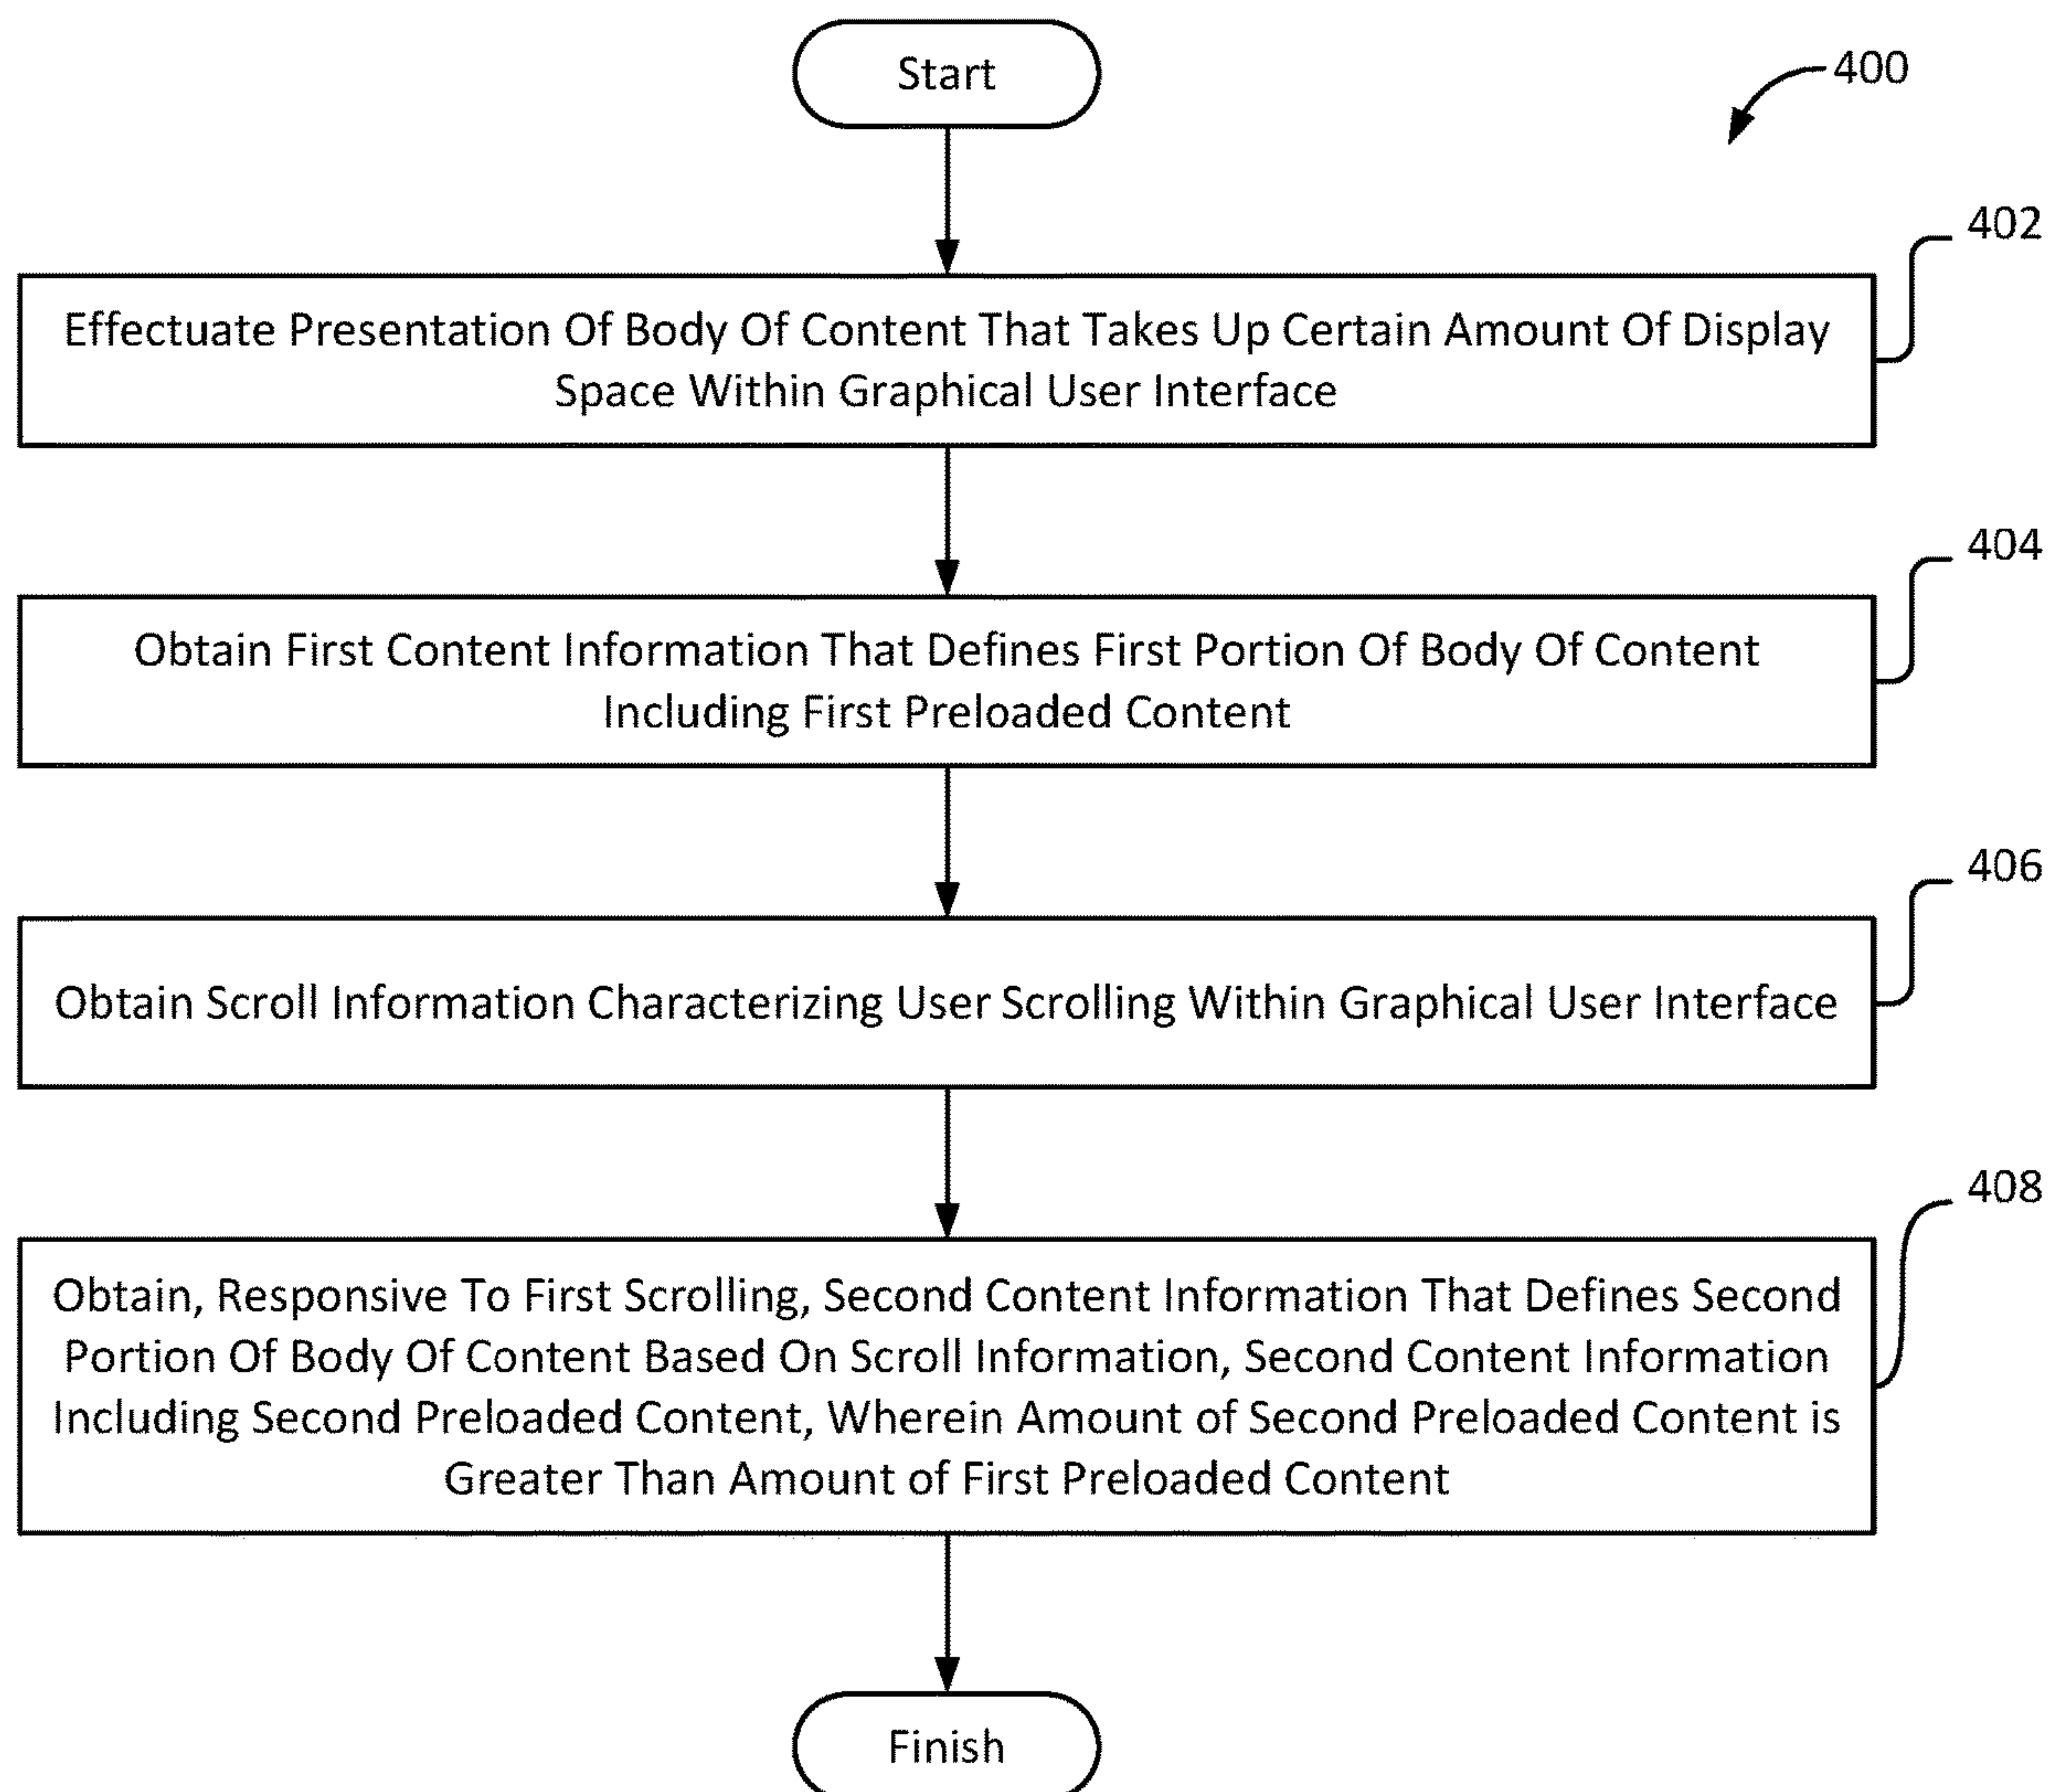 Start
400
402
Effectuate Presentation Of Body Of Content That Takes Up Certain Amount Of Display
Space Within Graphical User Interface
404
Obtain First Content Information That Defines First Portion Of Body Of Content
Including First Preloaded Content
406
Obtain Scroll Information Characterizing User Scrolling Within Graphical User Interface
408
Obtain, Responsive To First Scrolling, Second Content Information That Defines Second
Portion Of Body Of Content Based On Scroll Information, Second Content Information
Including Second Preloaded Content, Wherein Amount of Second Preloaded Content is
Greater Than Amount of First Preloaded Content
Finish